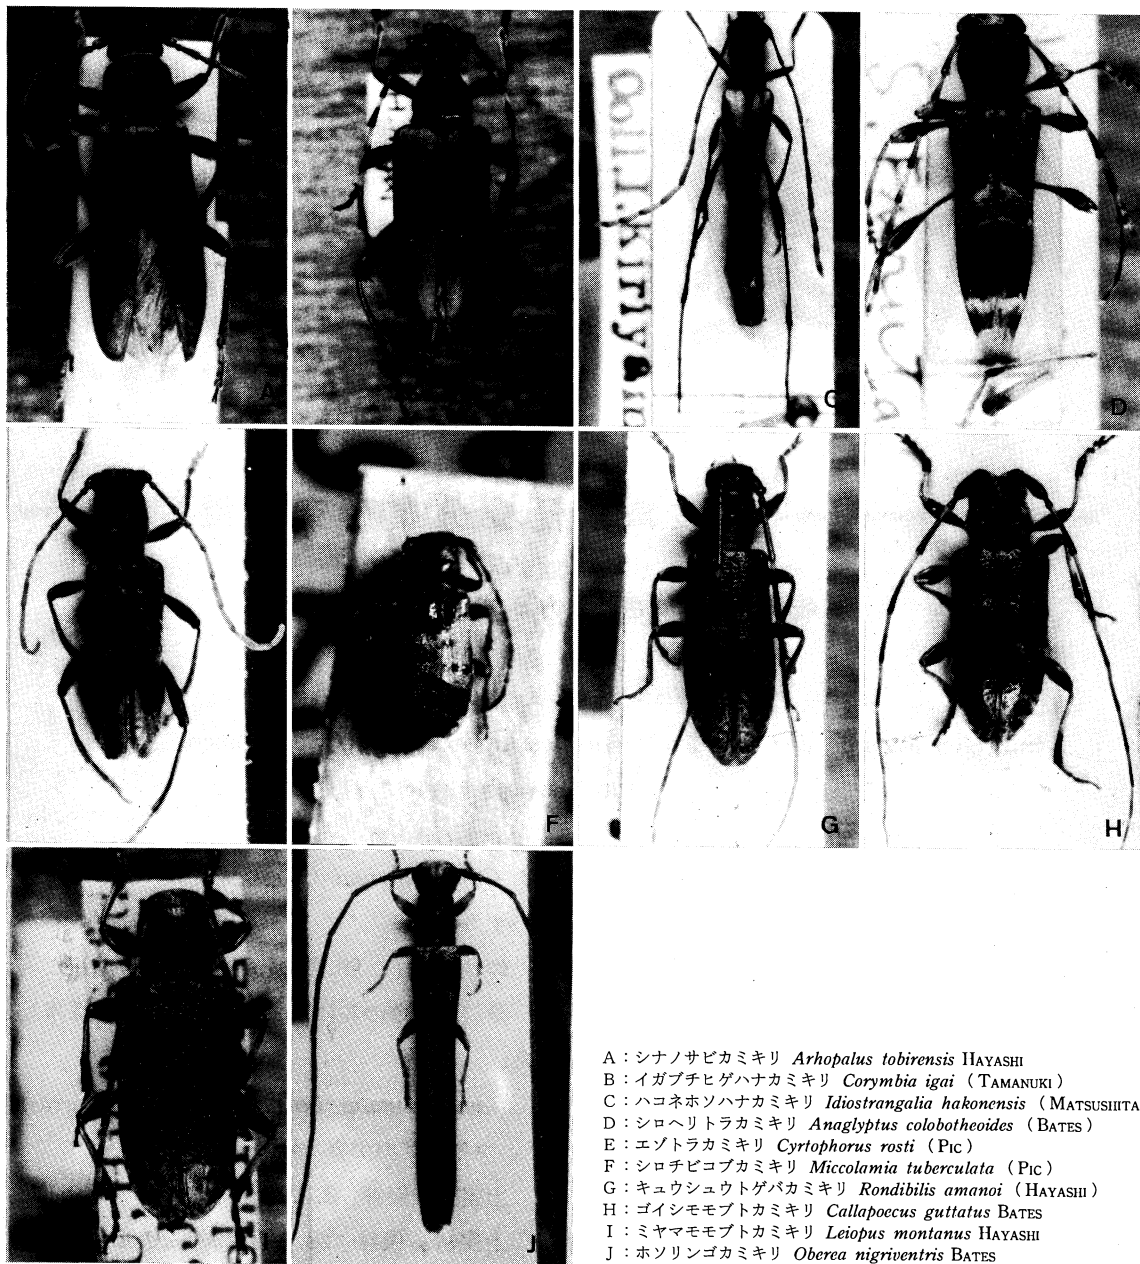 Coll. I. Kiriy
A
C
D
F
G
H
J
A：シナノサビカミキリ Arhopalus tobirensis HAYASHI
B：イガブチヒゲハナカミキリ Corymbia igai （TAMANUKI）
C：ハコネホソハナカミキリ Idiostrangalia hakonensis （MATSUSHITA
D：シロヘリトラカミキリ Anaglyptus colobotheoides （BATES）
E：エゾトラカミキリ Cyrtophorus rosti （PIC）
F：シロチビコブカミキリ Miccolamia tuberculata （PIC）
G：キュウシュウトゲバカミキリ Rondibilis amanoi （HAYASHI）
H：ゴイシモモブトカミキリ Callapoecus guttatus BATES
I：ミヤマモモブトカミキリ Leiopus montanus HAYASHI
J：ホソリンゴカミキリ Oberea nigriventris BATES